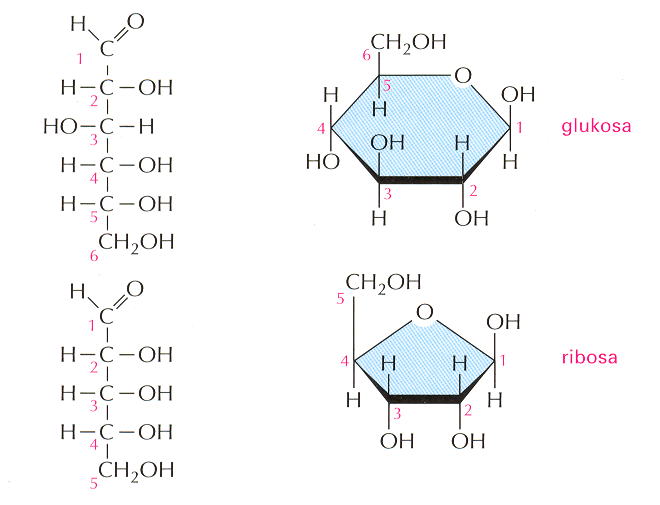 H O
C
1
H–C–OH
2
HO–C–H
3
H–C–OH
4
H–C–OH
5
CH₂OH
6
6 CH₂OH
5 O
H H OH
4 OH H 1 glukosa
HO H
3 2
H OH
H O
C
1
H–C–OH
2
H–C–OH
3
H–C–OH
4
CH₂OH
5
CH₂OH
5
O OH
4 H H 1 ribosa
H 3 2 H
OH OH